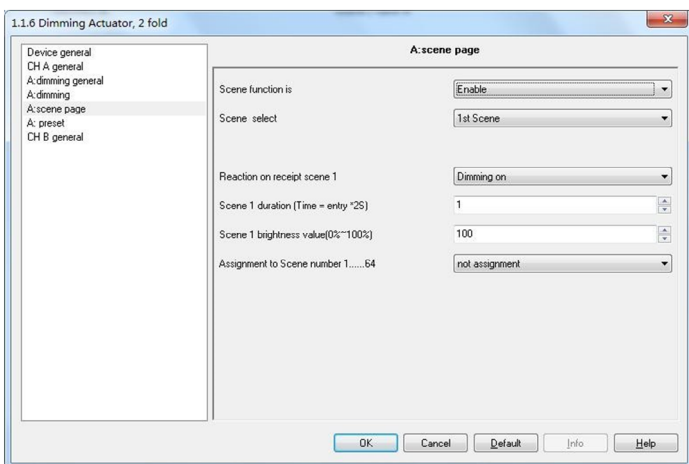 1.1.6 Dimming Actuator, 2 fold
Device general
CH A general
A:dimming general
A:dimming
A:scene page
A: preset
CH B general
A:scene page
Scene function is
Enable
Scene select
1st Scene
Reaction on receipt scene 1
Dimming on
Scene 1 duration (Time = entry *2S)
1
Scene 1 brightness value(0%~100%)
100
Assignment to Scene number 1......64
not assignment
OK Cancel Default Info Help